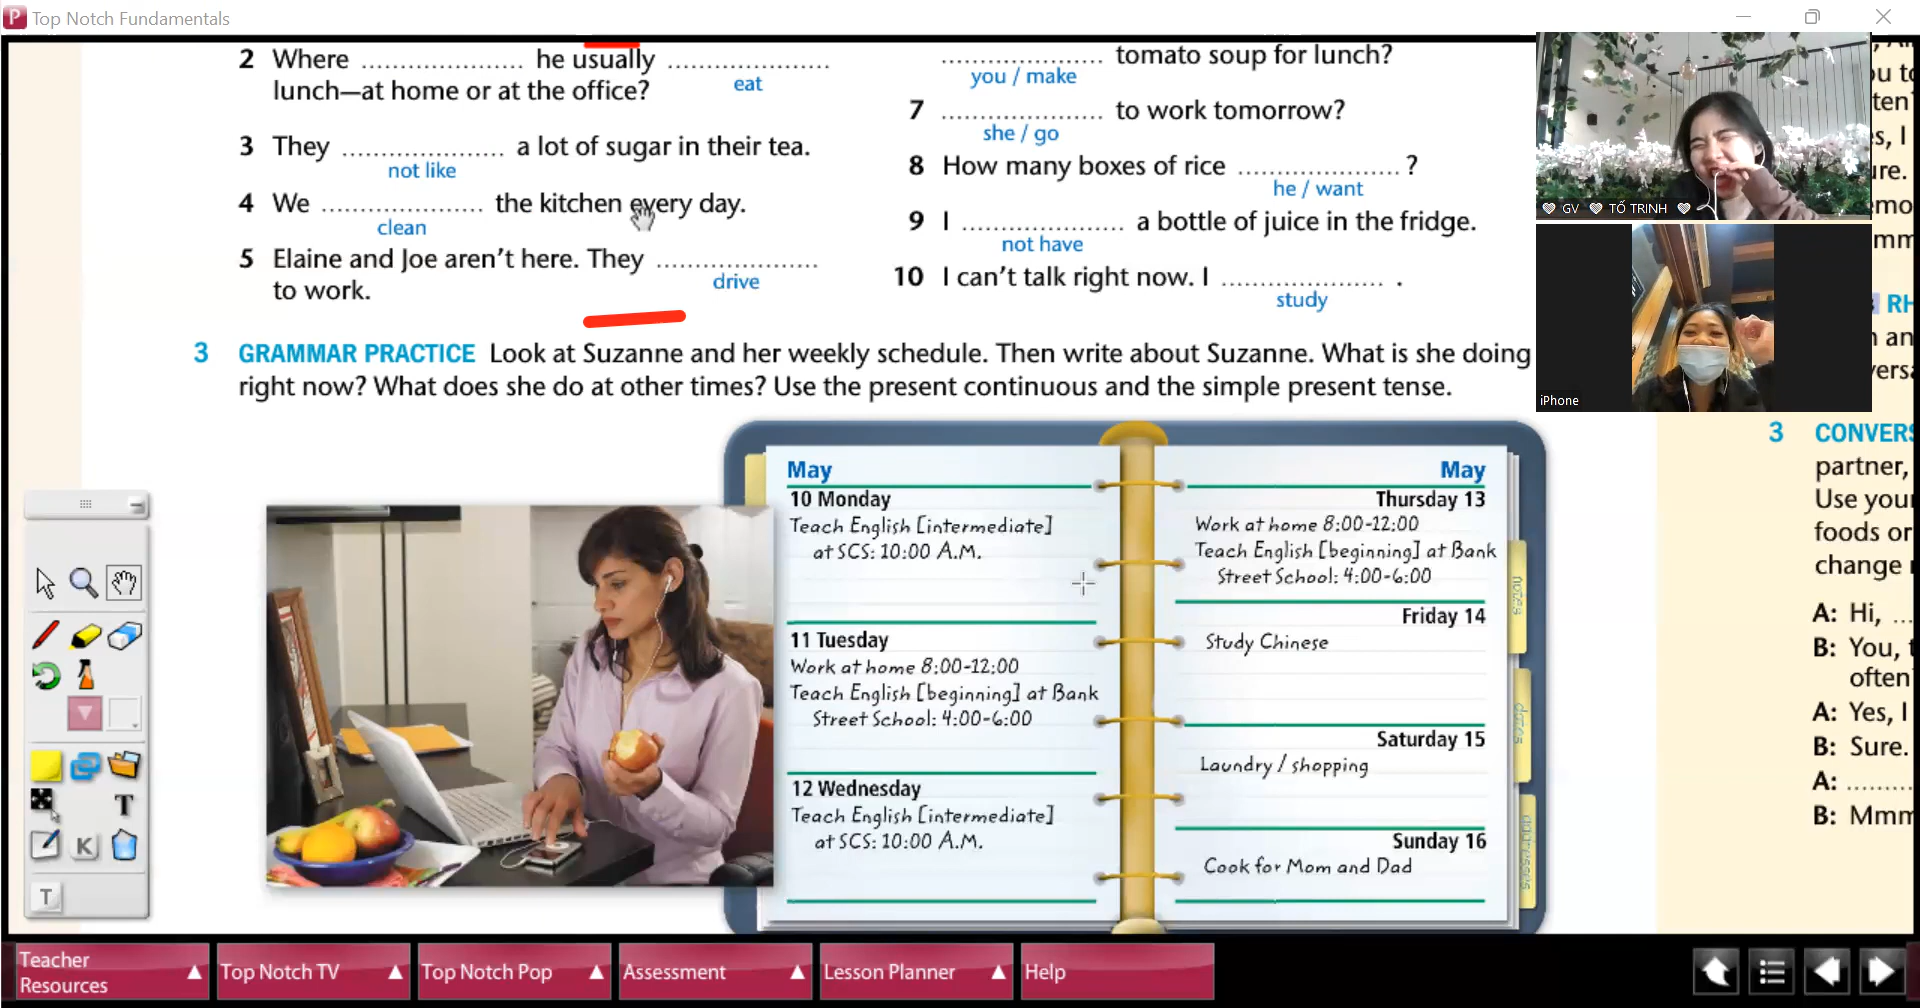 Top Notch Fundamentals
2 Where ..................... he usually .....................
eat
lunch—at home or at the office?
3 They ..................... a lot of sugar in their tea.
not like
4 We ..................... the kitchen every day.
clean
5 Elaine and Joe aren't here. They .....................
drive
to work.
..................... tomato soup for lunch?
you / make
7 ..................... to work tomorrow?
she / go
8 How many boxes of rice ..................... ?
he / want
9 I ..................... a bottle of juice in the fridge.
not have
10 I can't talk right now. I ..................... .
study
GV TỐ TRINH
iPhone
3 GRAMMAR PRACTICE Look at Suzanne and her weekly schedule. Then write about Suzanne. What is she doing
right now? What does she do at other times? Use the present continuous and the simple present tense.
May
10 Monday
Teach English [intermediate]
at SCS: 10:00 A.M.
11 Tuesday
Work at home 8:00-12:00
Teach English [beginning] at Bank
Street School: 4:00-6:00
12 Wednesday
Teach English [intermediate]
at SCS: 10:00 A.M.
May
Thursday 13
Work at home 8:00-12:00
Teach English [beginning] at Bank
Street School: 4:00-6:00
Friday 14
Study Chinese
Saturday 15
Laundry / shopping
Sunday 16
Cook for Mom and Dad
notes
dates
addresses
RH
3 CONVERS
partner,
Use your
foods or
change
A: Hi, ...
B: You, t
often
A: Yes, I
B: Sure.
A: ..........
B: Mmm
T
K
T
Teacher
Resources
Top Notch TV
Top Notch Pop
Assessment
Lesson Planner
Help